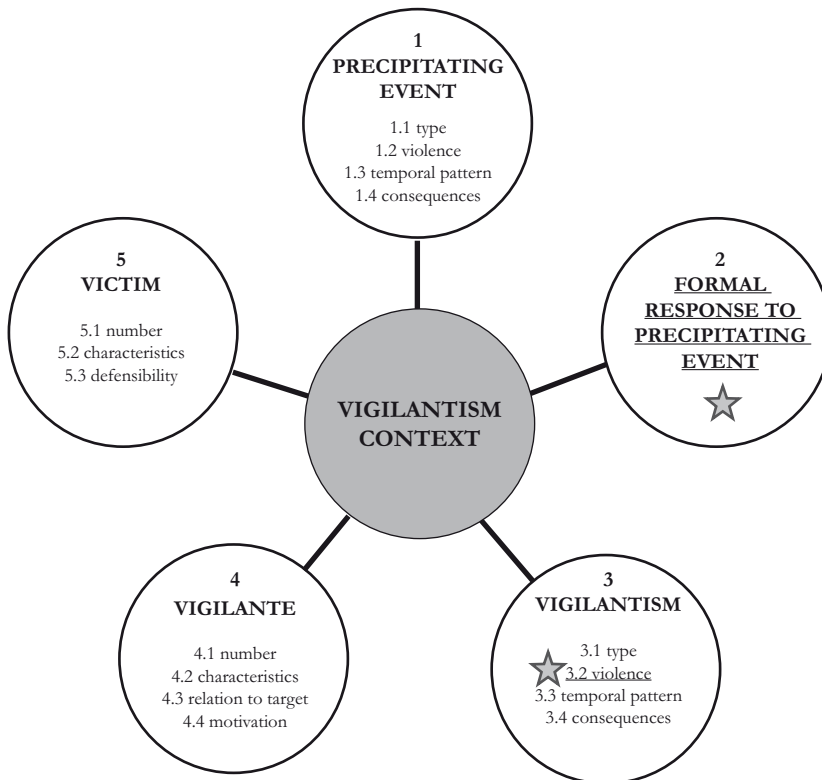 1
PRECIPITATING
EVENT
1.1 type
1.2 violence
1.3 temporal pattern
1.4 consequences
2
FORMAL
RESPONSE TO
PRECIPITATING
EVENT
3
VIGILANTISM
3.1 type
3.2 violence
3.3 temporal pattern
3.4 consequences
4
VIGILANTE
4.1 number
4.2 characteristics
4.3 relation to target
4.4 motivation
5
VICTIM
5.1 number
5.2 characteristics
5.3 defensibility
VIGILANTISM
CONTEXT